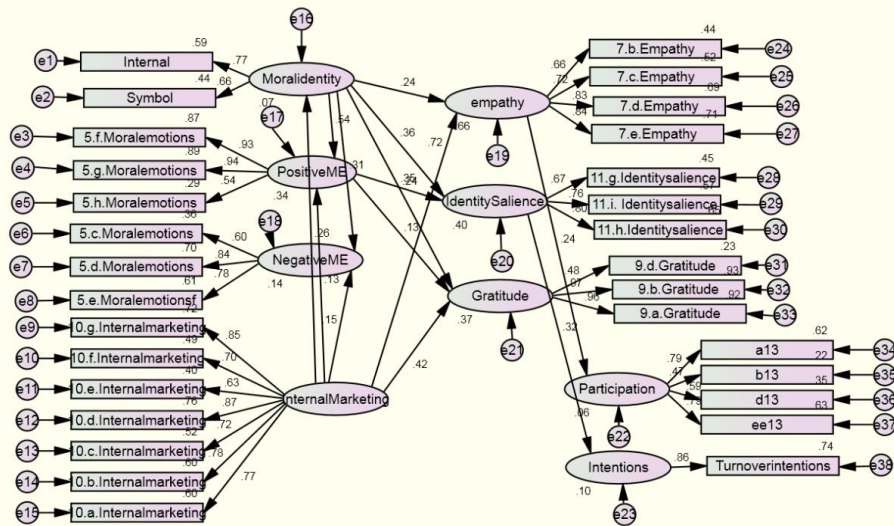 e16
.59
.44
e1
Internal
.77
7.b.Empathy
e24
.44
.66
.52
e2
Symbol
.66
Moralidentity
.24
7.c.Empathy
e25
.72
.69
.07
e17
.54
empathy
.83
7.d.Empathy
e26
.71
.87
e3
5.f.Moralemotions
.93
.36
.72
.66
.84
7.e.Empathy
e27
.89
e19
e4
5.g.Moralemotions
.94
PositiveME
.31
.35
.45
.29
.24
.67
11.g.Identitysalience
e28
e5
5.h.Moralemotions
.54
.34
.57
.36
IdentitySalience
.76
11.i. Identitysalience
e29
e18
.13
.80
e6
5.c.Moralemotions
.60
.26
.40
11.h.Identitysalience
e30
.70
.24
.23
e7
5.d.Moralemotions
.84
NegativeME
e20
.61
.78
.13
.48
9.d.Gratitude
e31
.14
.93
e8
5.e.Moralemotionsf
Gratitude
.97
9.b.Gratitude
e32
.72
.92
e9
0.g.Internalmarketing
.85
.15
.37
.96
9.a.Gratitude
e33
.49
.32
e10
10.f.Internalmarketing
.70
.42
e21
.62
.40
.79
a13
e34
e11
0.e.Internalmarketing
.63
.22
.76
.47
b13
e35
nternalMarketing
Participation
.35
e12
0.d.Internalmarketing
.87
.59
d13
e36
.52
.72
.06
.63
e13
0.c.Internalmarketing
ee13
e37
.60
.78
e22
e14
0.b.Internalmarketing
.74
.60
.77
Intentions
.86
Turnoverintentions
e38
e15
0.a.Internalmarketing
.10
e23